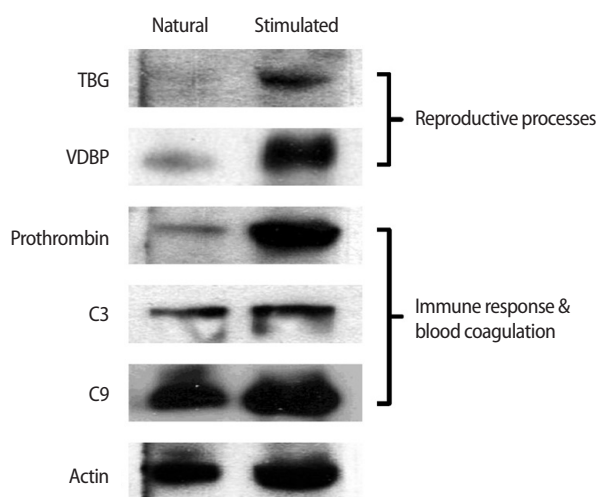 Natural Stimulated
TBG
Reproductive processes
VDBP
Prothrombin
C3
Immune response &
blood coagulation
C9
Actin